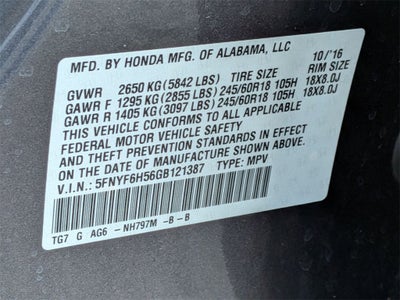 MFD. BY HONDA MFG. OF ALABAMA, LLC 10/'16
GVWR 2650 KG (5842 LBS) TIRE SIZE RIM SIZE
GAWR F 1295 KG (2855 LBS) 245/60R18 105H 18X8.0J
GAWR R 1405 KG (3097 LBS) 245/60R18 105H 18X8.0J
THIS VEHICLE CONFORMS TO ALL APPLICABLE
FEDERAL MOTOR VEHICLE SAFETY, BUMPER,
AND THEFT PREVENTION STANDARDS IN EFFECT
ON THE DATE OF MANUFACTURE SHOWN ABOVE.
V.I.N.: 5FNYF6H56GB121387 TYPE: MPV
TG7 G AG6 -NH797M -B -B